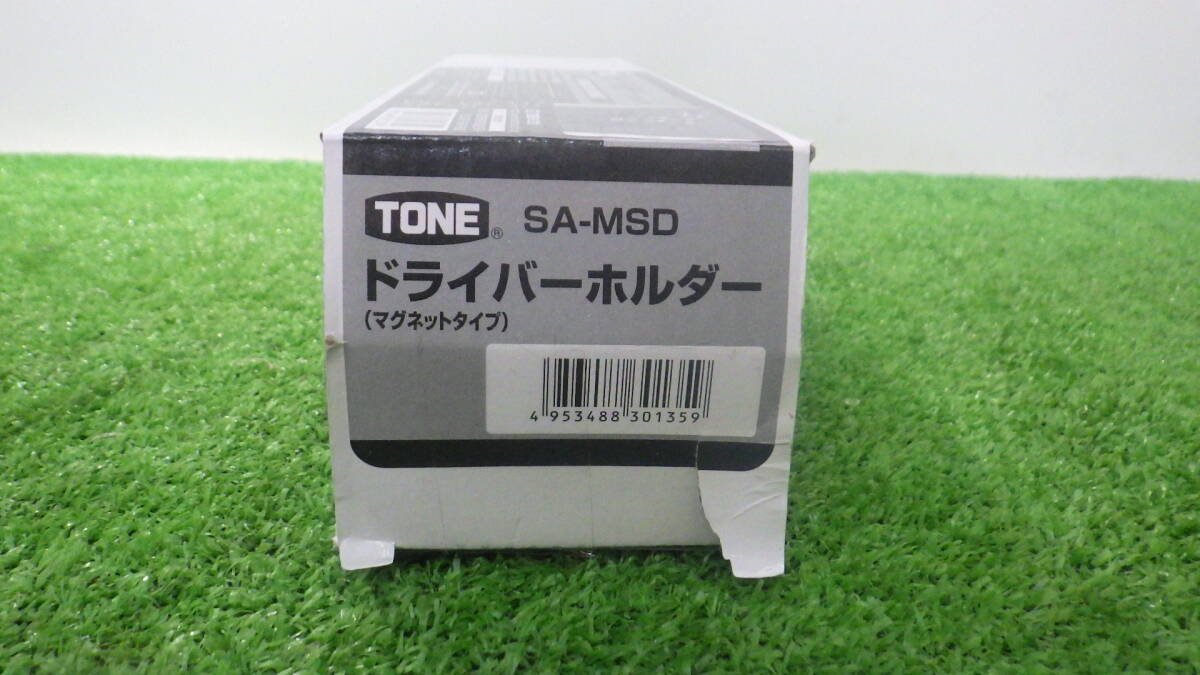 TONE® SA-MSD
ドライバーホルダー
(マグネットタイプ)
4 953488 301359